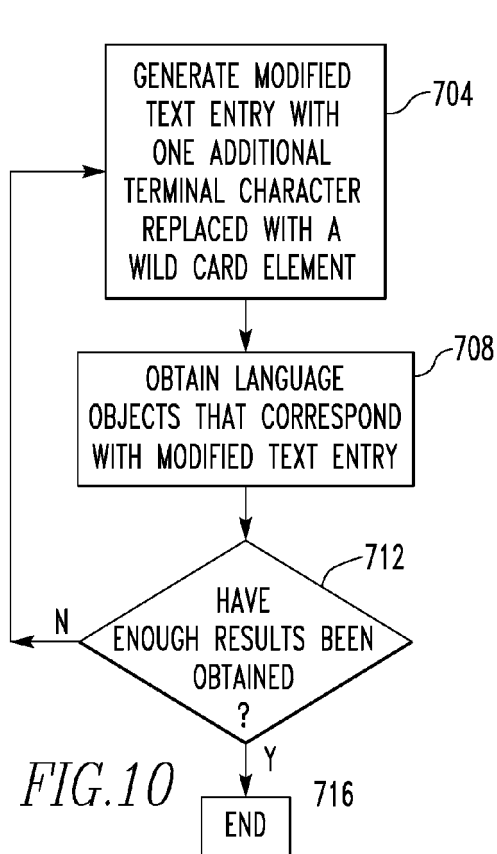 GENERATE MODIFIED
TEXT ENTRY WITH
ONE ADDITIONAL
TERMINAL CHARACTER
REPLACED WITH A
WILD CARD ELEMENT
704
OBTAIN LANGUAGE
OBJECTS THAT CORRESPOND
WITH MODIFIED TEXT ENTRY
708
HAVE
ENOUGH RESULTS BEEN
OBTAINED
?
712
N
Y
FIG.10
END
716